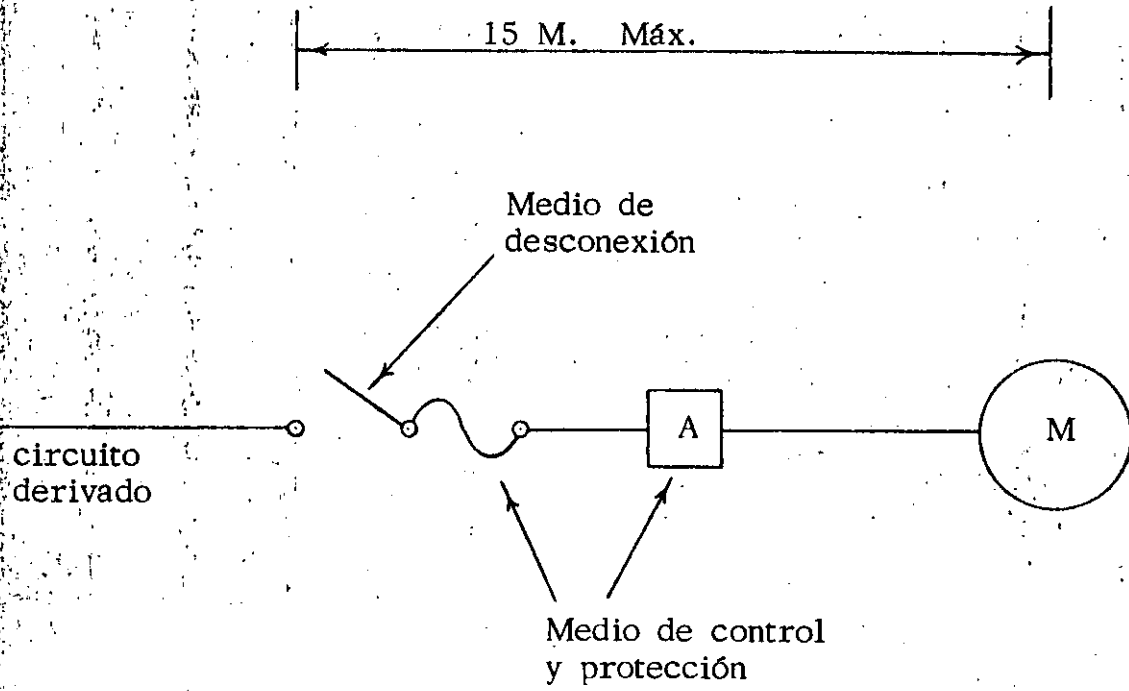 15 M. Máx.
Medio de
desconexión
A
M
circuito
derivado
Medio de control
y protección